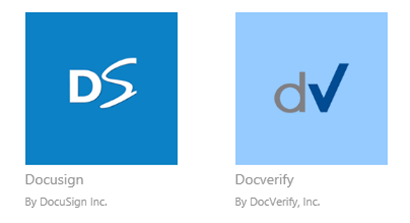 DS
dv
Docusign
Docverify
By DocuSign Inc.
By DocVerify, Inc.